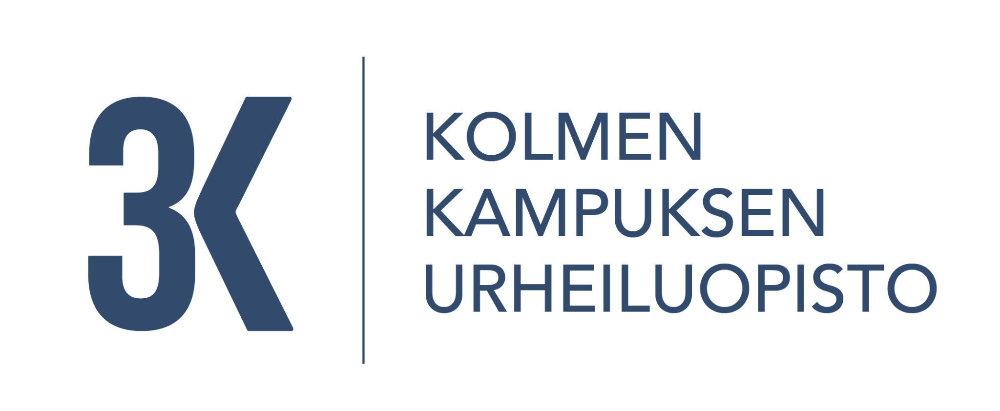 3K
KOLMEN
KAMPUKSEN
URHEILUOPISTO